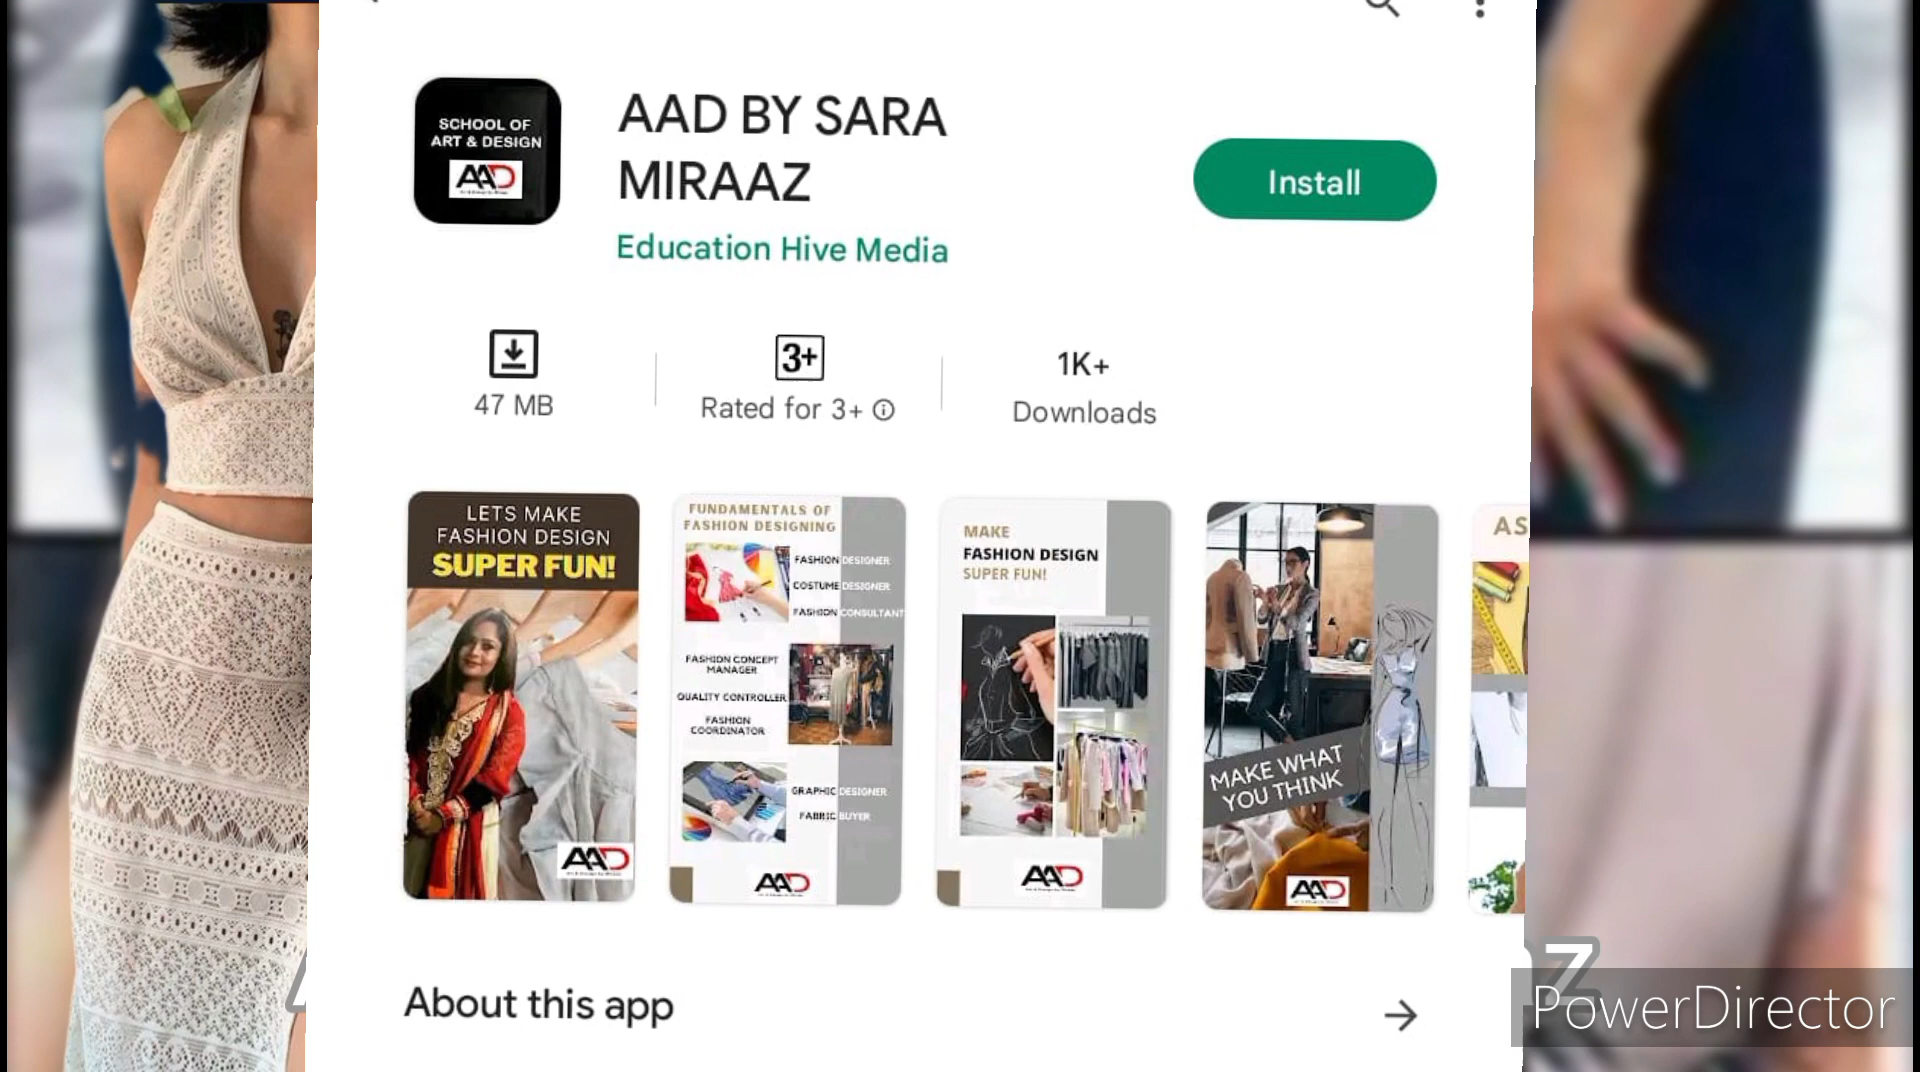 SCHOOL OF
ART & DESIGN
AAD
AAD BY SARA
MIRAAZ
Education Hive Media
Install
47 MB
3+
Rated for 3+
1K+
Downloads
LETS MAKE
FASHION DESIGN
SUPER FUN!
AAD
FUNDAMENTALS OF
FASHION DESIGNING
FASHION DESIGNER
COSTUME DESIGNER
FASHION CONSULTANT
FASHION CONCEPT
MANAGER
QUALITY CONTROLLER
FASHION
COORDINATOR
GRAPHIC DESIGNER
FABRIC BUYER
AAD
MAKE
FASHION DESIGN
SUPER FUN!
AAD
MAKE WHAT
YOU THINK
AAD
AS
About this app
A
Z
PowerDirector